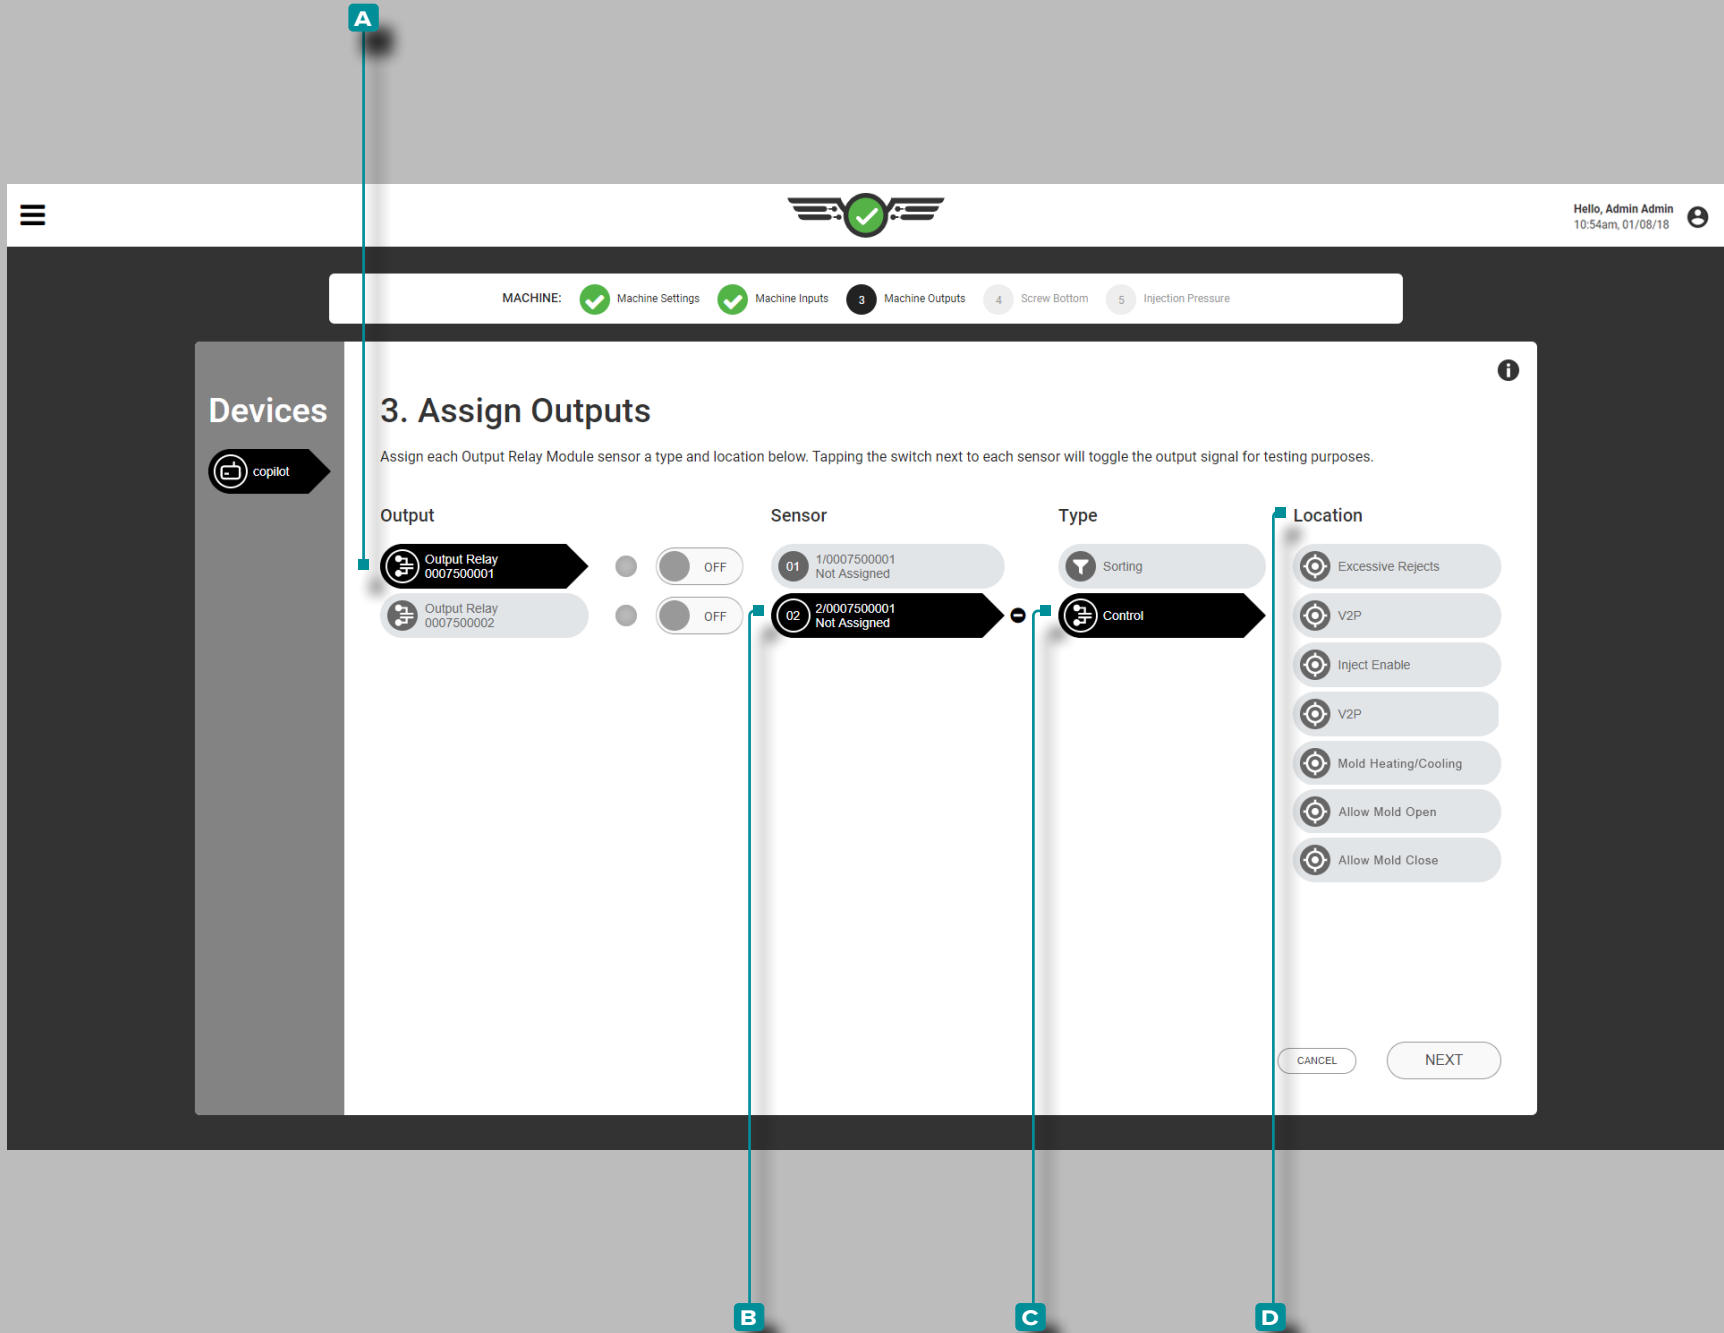 A
Hello, Admin Admin
10:54am, 01/08/18
MACHINE: Machine Settings Machine Inputs 3 Machine Outputs 4 Screw Bottom 5 Injection Pressure
Devices
copilot
3. Assign Outputs
Assign each Output Relay Module sensor a type and location below. Tapping the switch next to each sensor will toggle the output signal for testing purposes.
Output
Output Relay
0007500001
OFF
Output Relay
0007500002
OFF
Sensor
01
1/0007500001
Not Assigned
02
2/0007500001
Not Assigned
Type
Sorting
Control
Location
Excessive Rejects
V2P
Inject Enable
V2P
Mold Heating/Cooling
Allow Mold Open
Allow Mold Close
CANCEL
NEXT
B
C
D